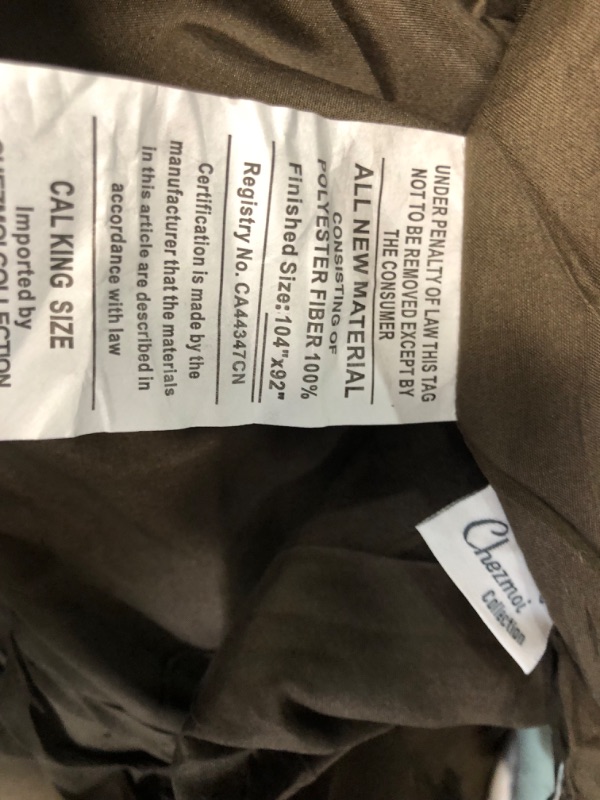 UNDER PENALTY OF LAW THIS TAG
NOT TO BE REMOVED EXCEPT BY
THE CONSUMER
ALL NEW MATERIAL
CONSISTING OF
POLYESTER FIBER 100%
Finished Size: 104"x92"
Registry No. CA44347CN
Certification is made by the
manufacturer that the materials
in this article are described in
accordance with law
CAL KING SIZE
Imported by
CHEZMOI COLLECTION
Chezmoi
Collection